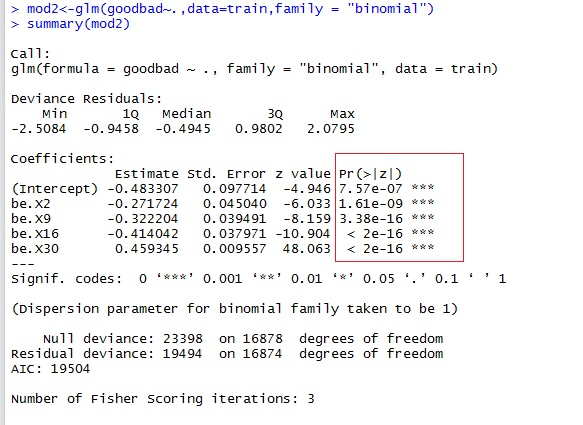 > mod2<-glm(goodbad~.,data=train,family = "binomial")
> summary(mod2)
Call:
glm(formula = goodbad ~ ., family = "binomial", data = train)
Deviance Residuals:
Min 1Q Median 3Q Max
-2.5084 -0.9458 -0.4945 0.9802 2.0795
Coefficients:
Estimate Std. Error z value Pr(>|z|)
(Intercept) -0.483307 0.097714 -4.946 7.57e-07 ***
be.X2 -0.271724 0.045040 -6.033 1.61e-09 ***
be.X9 -0.322204 0.039491 -8.159 3.38e-16 ***
be.X16 -0.414042 0.037971 -10.904 < 2e-16 ***
be.X30 0.459345 0.009557 48.063 < 2e-16 ***
---
Signif. codes: 0 ‘***’ 0.001 ‘**’ 0.01 ‘*’ 0.05 ‘.’ 0.1 ‘ ’ 1
(Dispersion parameter for binomial family taken to be 1)
Null deviance: 23398 on 16878 degrees of freedom
Residual deviance: 19494 on 16874 degrees of freedom
AIC: 19504
Number of Fisher Scoring iterations: 3